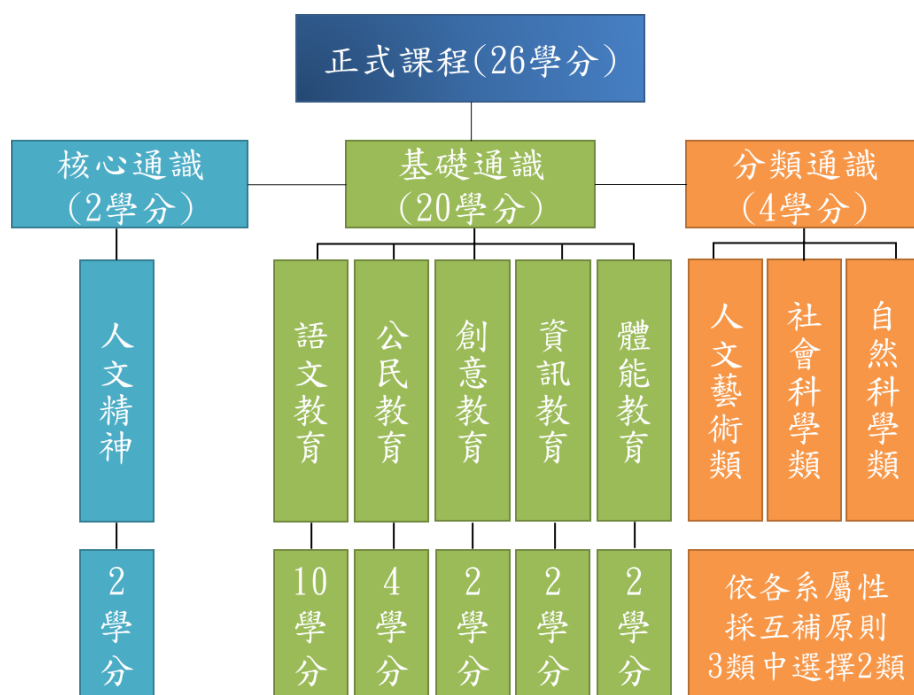 正式課程(26學分)
核心通識
(2學分)
基礎通識
(20學分)
分類通識
(4學分)
人文精神
語文教育
公民教育
創意教育
資訊教育
體能教育
人文藝術類
社會科學類
自然科學類
2學分
10學分
4學分
2學分
2學分
2學分
依各系屬性
採互補原則
3類中選擇2類